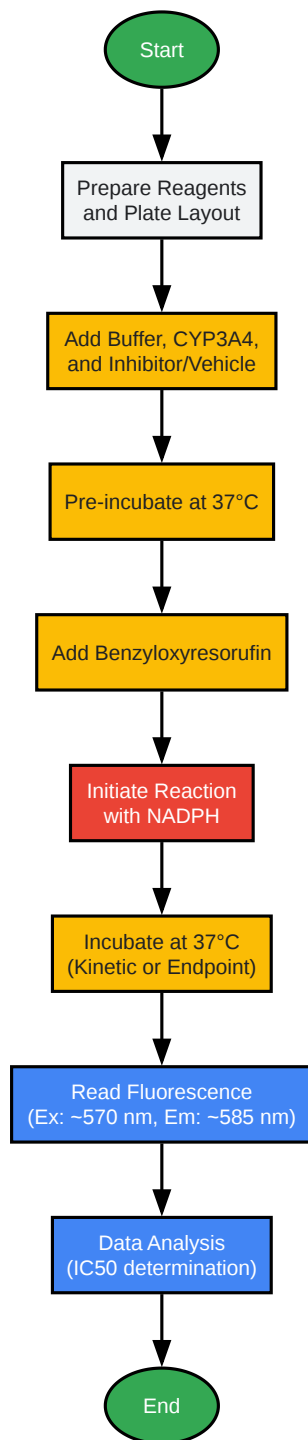 Start
Prepare Reagents
and Plate Layout
Add Buffer, CYP3A4,
and Inhibitor/Vehicle
Pre-incubate at 37°C
Add Benzyloxyresorufin
Initiate Reaction
with NADPH
Incubate at 37°C
(Kinetic or Endpoint)
Read Fluorescence
(Ex: ~570 nm, Em: ~585 nm)
Data Analysis
(IC50 determination)
End